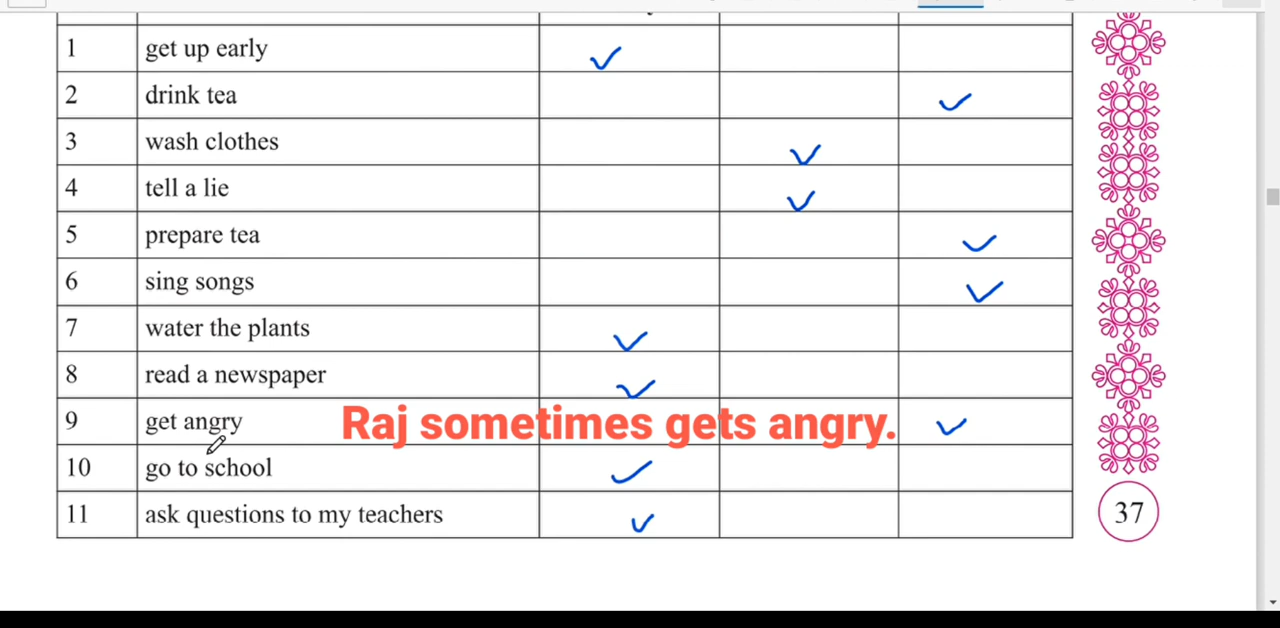 1 get up early
2 drink tea
3 wash clothes
4 tell a lie
5 prepare tea
6 sing songs
7 water the plants
8 read a newspaper
9 get angry Raj sometimes gets angry.
10 go to school
11 ask questions to my teachers
37